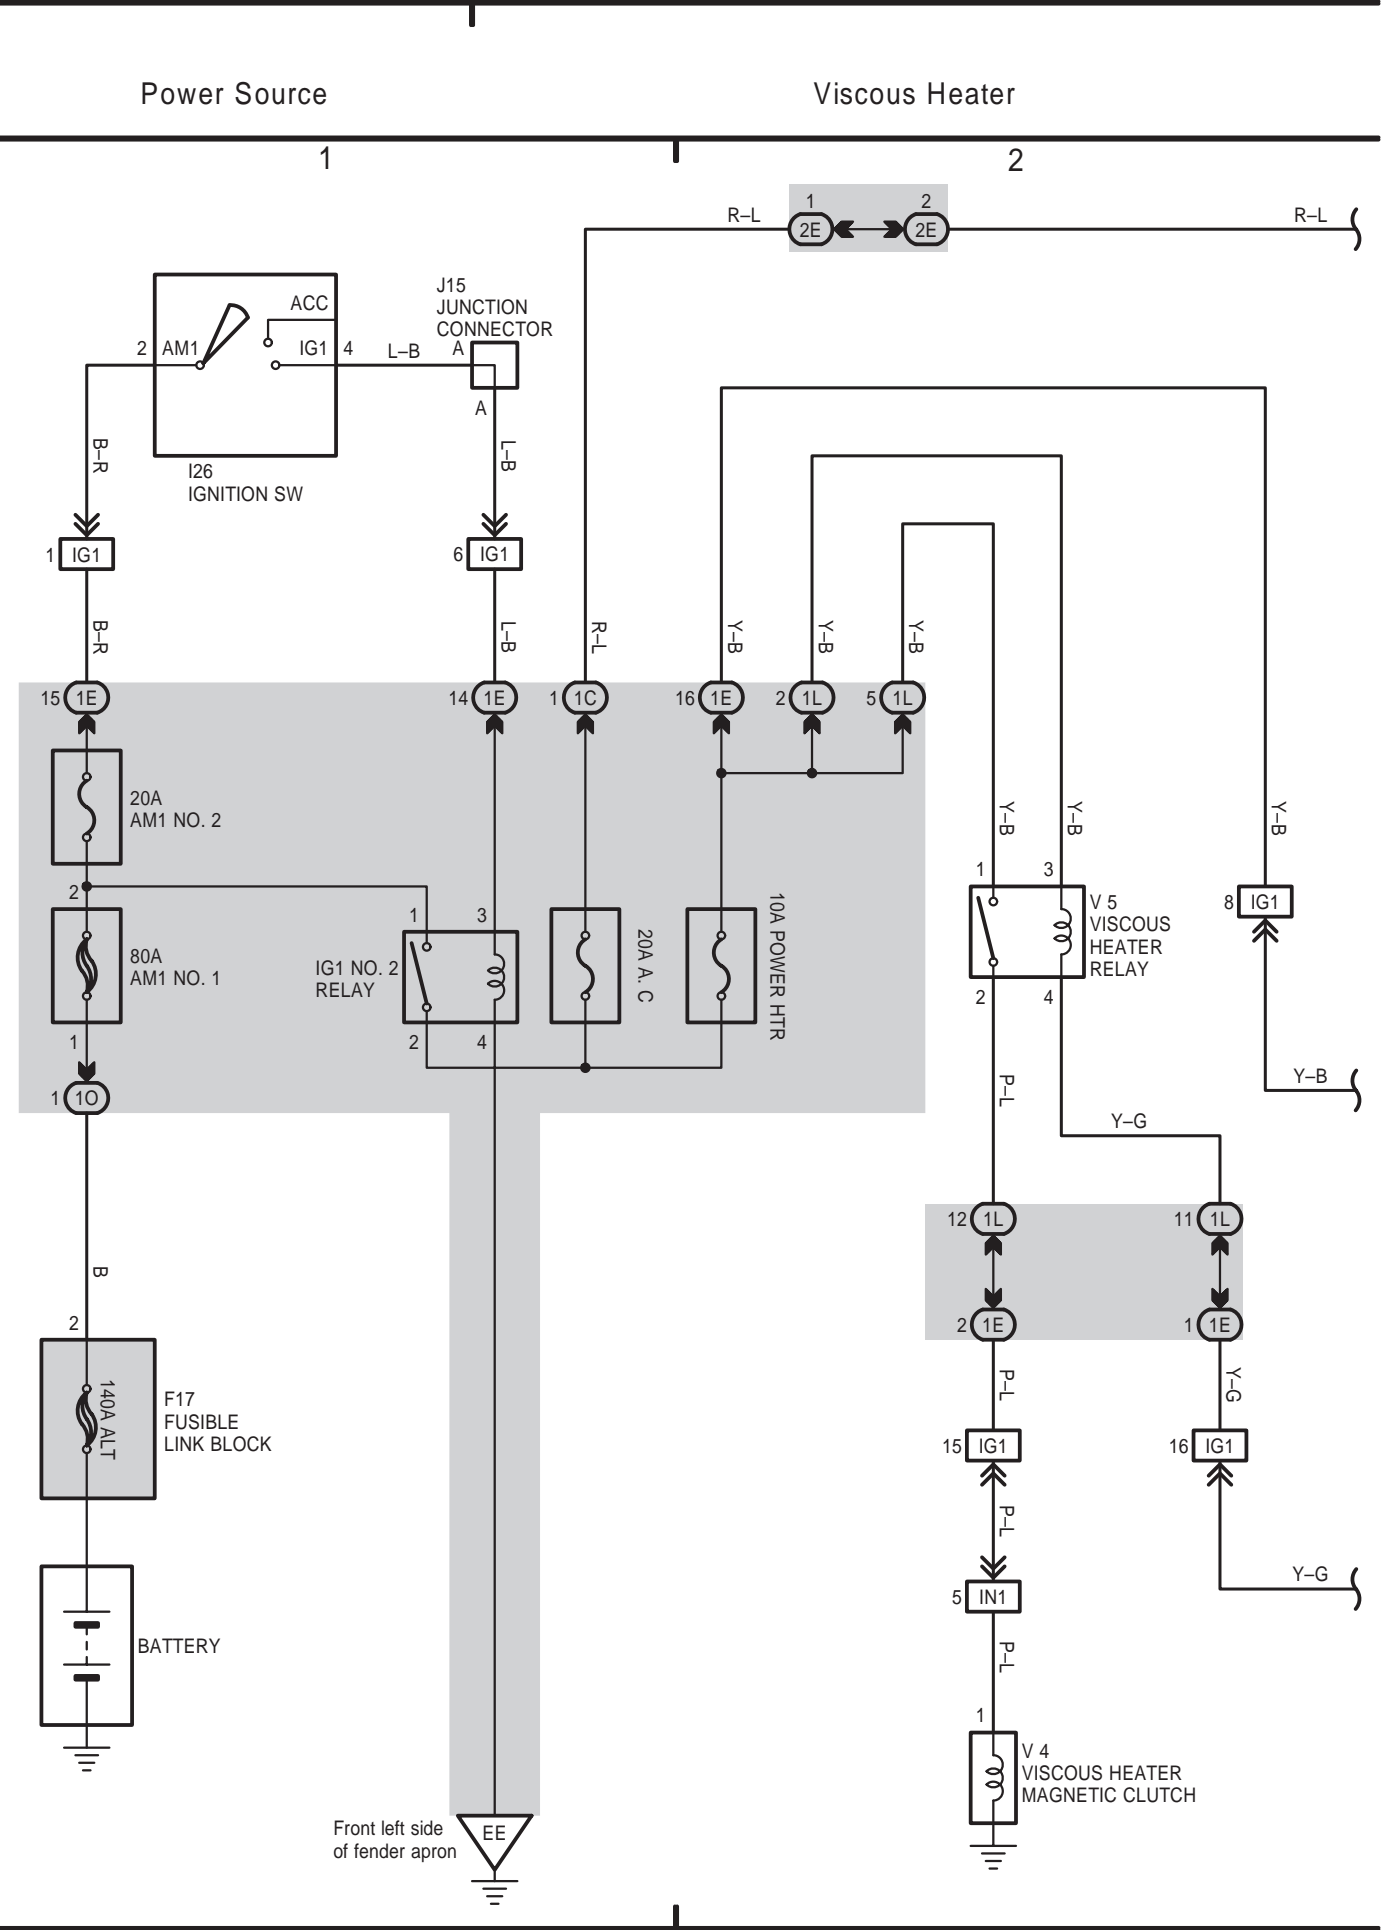 Power Source
Viscous Heater
1
2
R–L
1
2E
2
2E
R–L
ACC
2
AM1
IG1
4
L–B
J15
JUNCTION
CONNECTOR
A
A
B–R
L–B
I26
IGNITION SW
1
IG1
6
IG1
B–R
L–B
R–L
Y–B
Y–B
Y–B
15
1E
14
1E
1
1C
16
1E
2
1L
5
1L
20A
AM1 NO. 2
2
80A
AM1 NO. 1
1
1
1O
1
3
IG1 NO. 2
RELAY
2
4
20A A. C
10A POWER HTR
Y–B
Y–B
Y–B
1
3
V 5
VISCOUS
HEATER
RELAY
2
4
8
IG1
P–L
Y–G
Y–B
12
1L
11
1L
2
1E
1
1E
B
2
140A ALT
F17
FUSIBLE
LINK BLOCK
P–L
Y–G
15
IG1
16
IG1
P–L
5
IN1
Y–G
P–L
BATTERY
1
V 4
VISCOUS HEATER
MAGNETIC CLUTCH
Front left side
of fender apron
EE